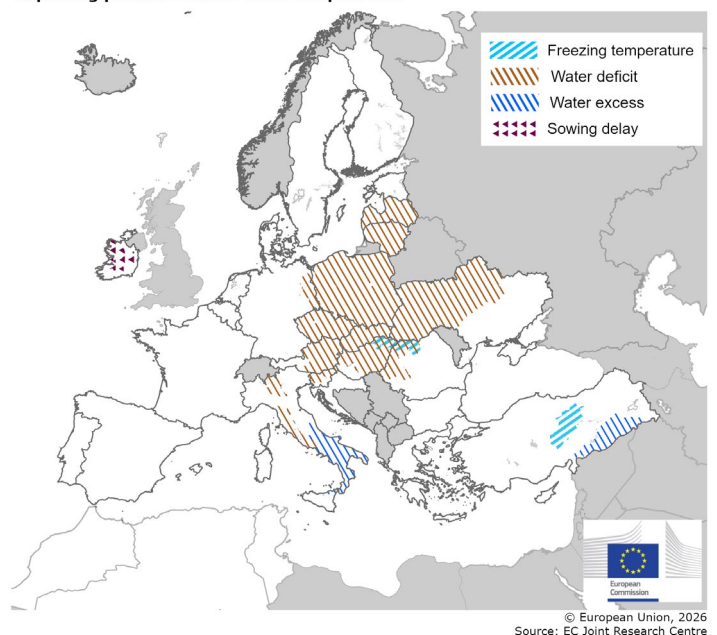 Freezing temperature
Water deficit
Water excess
Sowing delay
European
Commission
© European Union, 2026
Source: EC Joint Research Centre